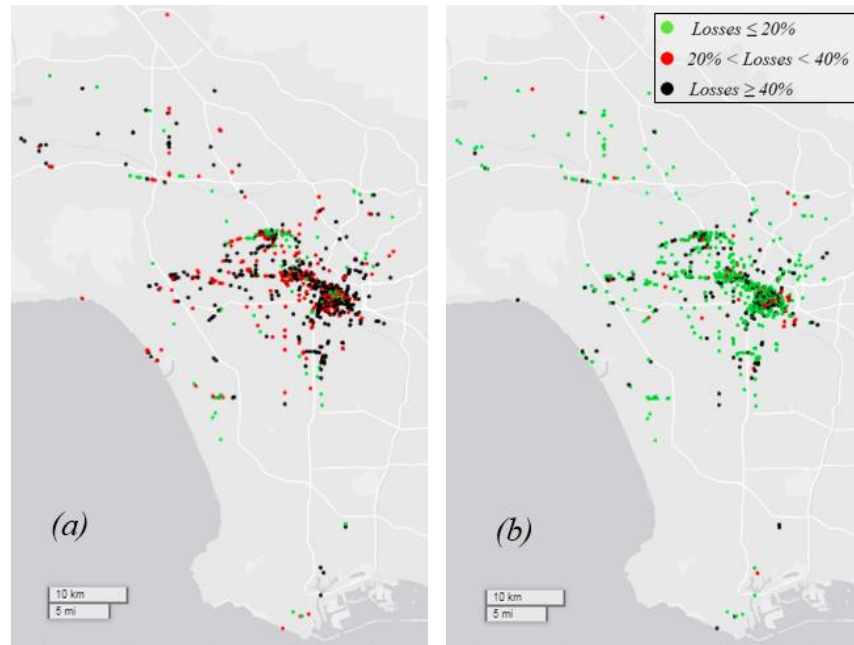 Losses ≤ 20%
20% < Losses < 40%
Losses ≥ 40%
(a)
(b)
10 km
5 mi
10 km
5 mi